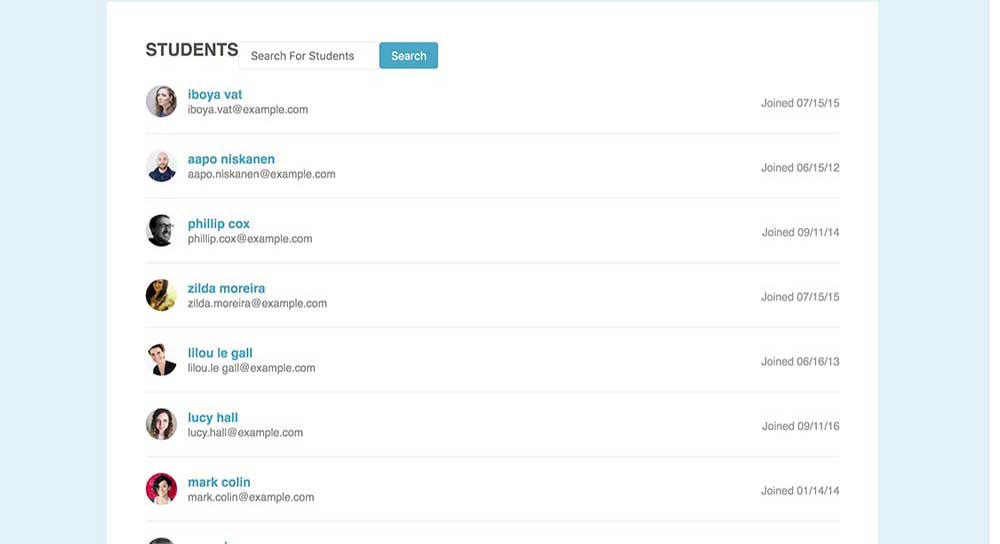 STUDENTS
Search For Students
Search
iboya vat
iboya.vat@example.com
Joined 07/15/15
aapo niskanen
aapo.niskanen@example.com
Joined 06/15/12
phillip cox
phillip.cox@example.com
Joined 09/11/14
zilda moreira
zilda.moreira@example.com
Joined 07/15/15
lilou le gall
lilou.le gall@example.com
Joined 06/16/13
lucy hall
lucy.hall@example.com
Joined 09/11/16
mark colin
mark.colin@example.com
Joined 01/14/14